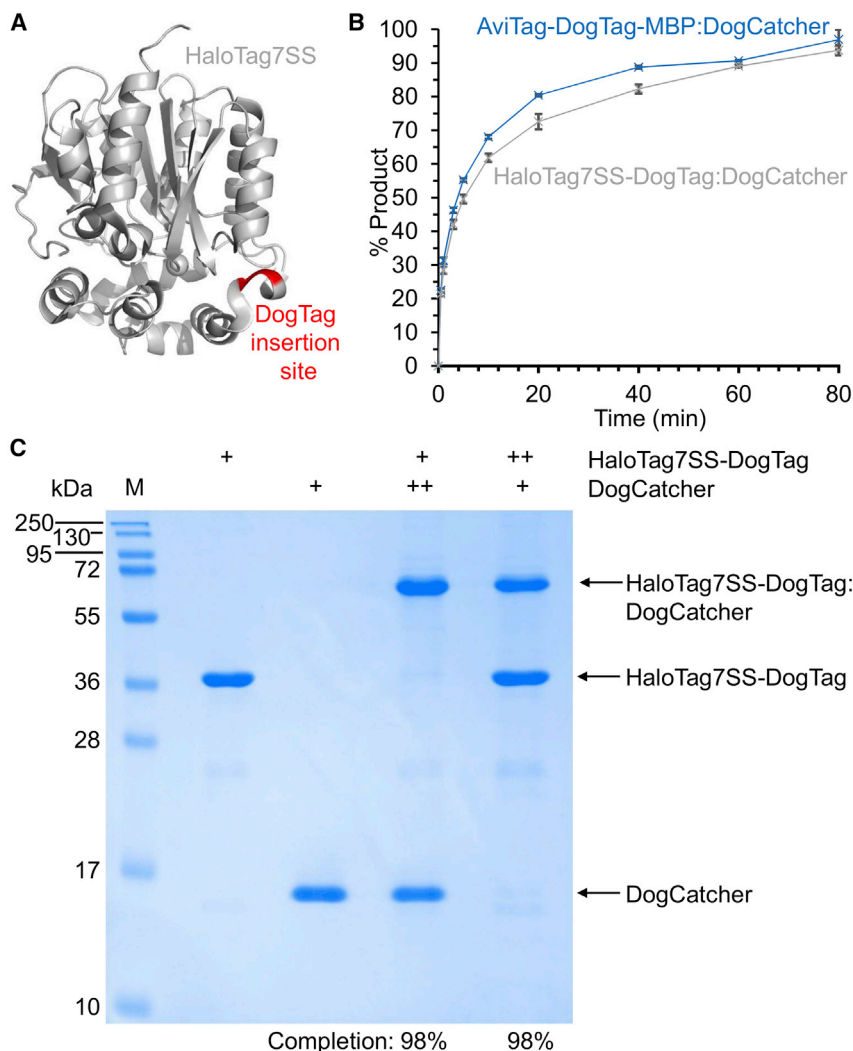 A
HaloTag7SS
DogTag
insertion
site
B
AviTag-DogTag-MBP:DogCatcher
HaloTag7SS-DogTag:DogCatcher
% Product
100
90
80
70
60
50
40
30
20
10
0
0 20 40 60 80
Time (min)
C
+ + ++ HaloTag7SS-DogTag
kDa M + ++ + DogCatcher
250
130
95
72
55
36
28
17
10
HaloTag7SS-DogTag:
DogCatcher
HaloTag7SS-DogTag
DogCatcher
Completion: 98% 98%